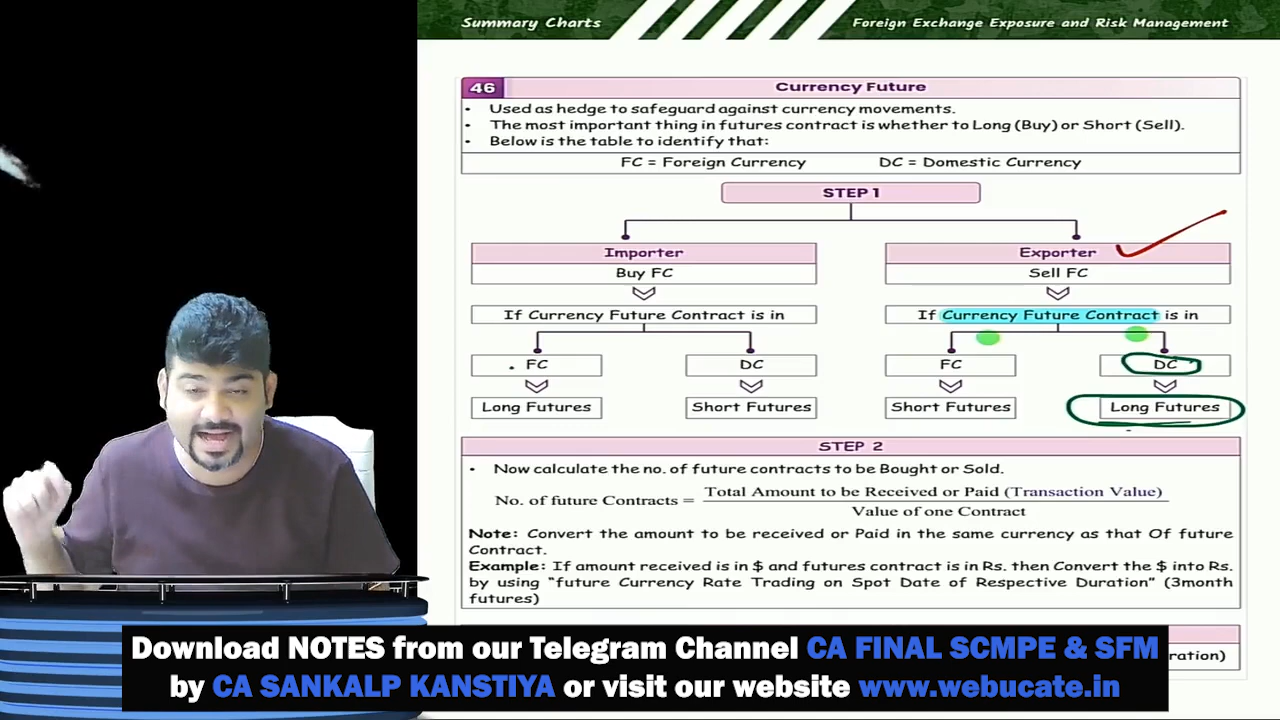 Summary Charts
Foreign Exchange Exposure and Risk Management
46
Currency Future
• Used as hedge to safeguard against currency movements.
• The most important thing in futures contract is whether to Long (Buy) or Short (Sell).
• Below is the table to identify that:
FC = Foreign Currency DC = Domestic Currency
STEP 1
Importer
Buy FC
If Currency Future Contract is in
FC
Long Futures
DC
Short Futures
Exporter
Sell FC
If Currency Future Contract is in
FC
Short Futures
DC
Long Futures
STEP 2
• Now calculate the no. of future contracts to be Bought or Sold.
No. of future Contracts = Total Amount to be Received or Paid (Transaction Value)
Value of one Contract
Note: Convert the amount to be received or Paid in the same currency as that Of future
Contract.
Example: If amount received is in $ and futures contract is in Rs. then Convert the $ into Rs.
by using "future Currency Rate Trading on Spot Date of Respective Duration" (3month
futures)
ration)
Download NOTES from our Telegram Channel CA FINAL SCMPE & SFM
by CA SANKALP KANSTIYA or visit our website www.webucate.in